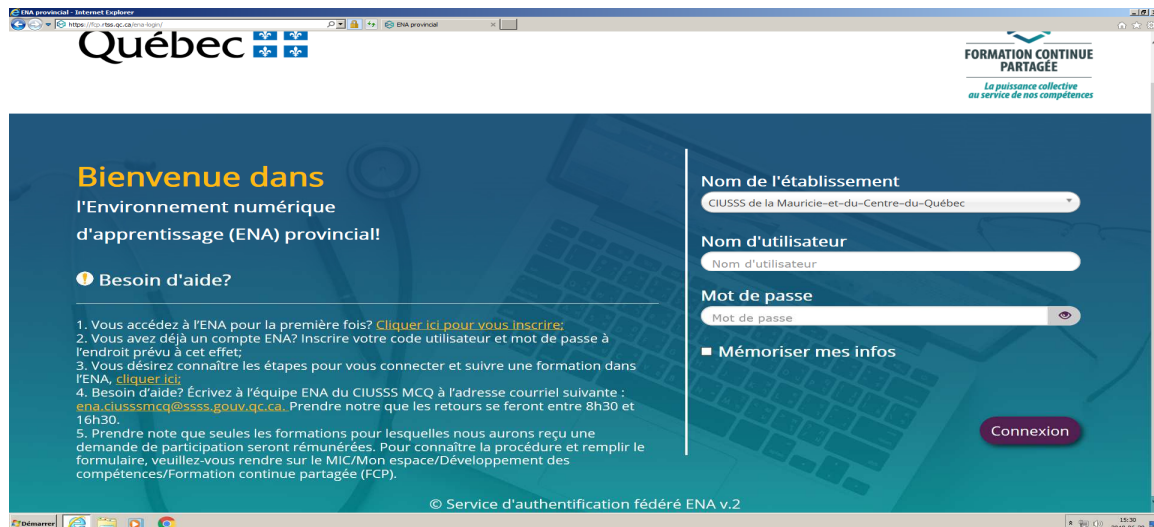 ENA provincial - Internet Explorer
https://fcp.rtss.qc.ca/ena-login/
ENA provincial
Québec
FORMATION CONTINUE
PARTAGÉE
La puissance collective
au service de nos compétences
Bienvenue dans
l'Environnement numérique
d'apprentissage (ENA) provincial!
Besoin d'aide?
1. Vous accédez à l'ENA pour la première fois? Cliquer ici pour vous inscrire;
2. Vous avez déjà un compte ENA? Inscrire votre code utilisateur et mot de passe à
l'endroit prévu à cet effet;
3. Vous désirez connaître les étapes pour vous connecter et suivre une formation dans
l'ENA, cliquer ici;
4. Besoin d'aide? Écrivez à l'équipe ENA du CIUSSS MCQ à l'adresse courriel suivante :
ena.ciusssmcq@ssss.gouv.qc.ca. Prendre notre que les retours se feront entre 8h30 et
16h30.
5. Prendre note que seules les formations pour lesquelles nous aurons reçu une
demande de participation seront rémunérées. Pour connaître la procédure et remplir le
formulaire, veuillez-vous rendre sur le MIC/Mon espace/Développement des
compétences/Formation continue partagée (FCP).
Nom de l'établissement
CIUSSS de la Mauricie-et-du-Centre-du-Québec
Nom d'utilisateur
Nom d'utilisateur
Mot de passe
Mot de passe
Mémoriser mes infos
Connexion
© Service d'authentification fédéré ENA v.2
Démarrer
15:30